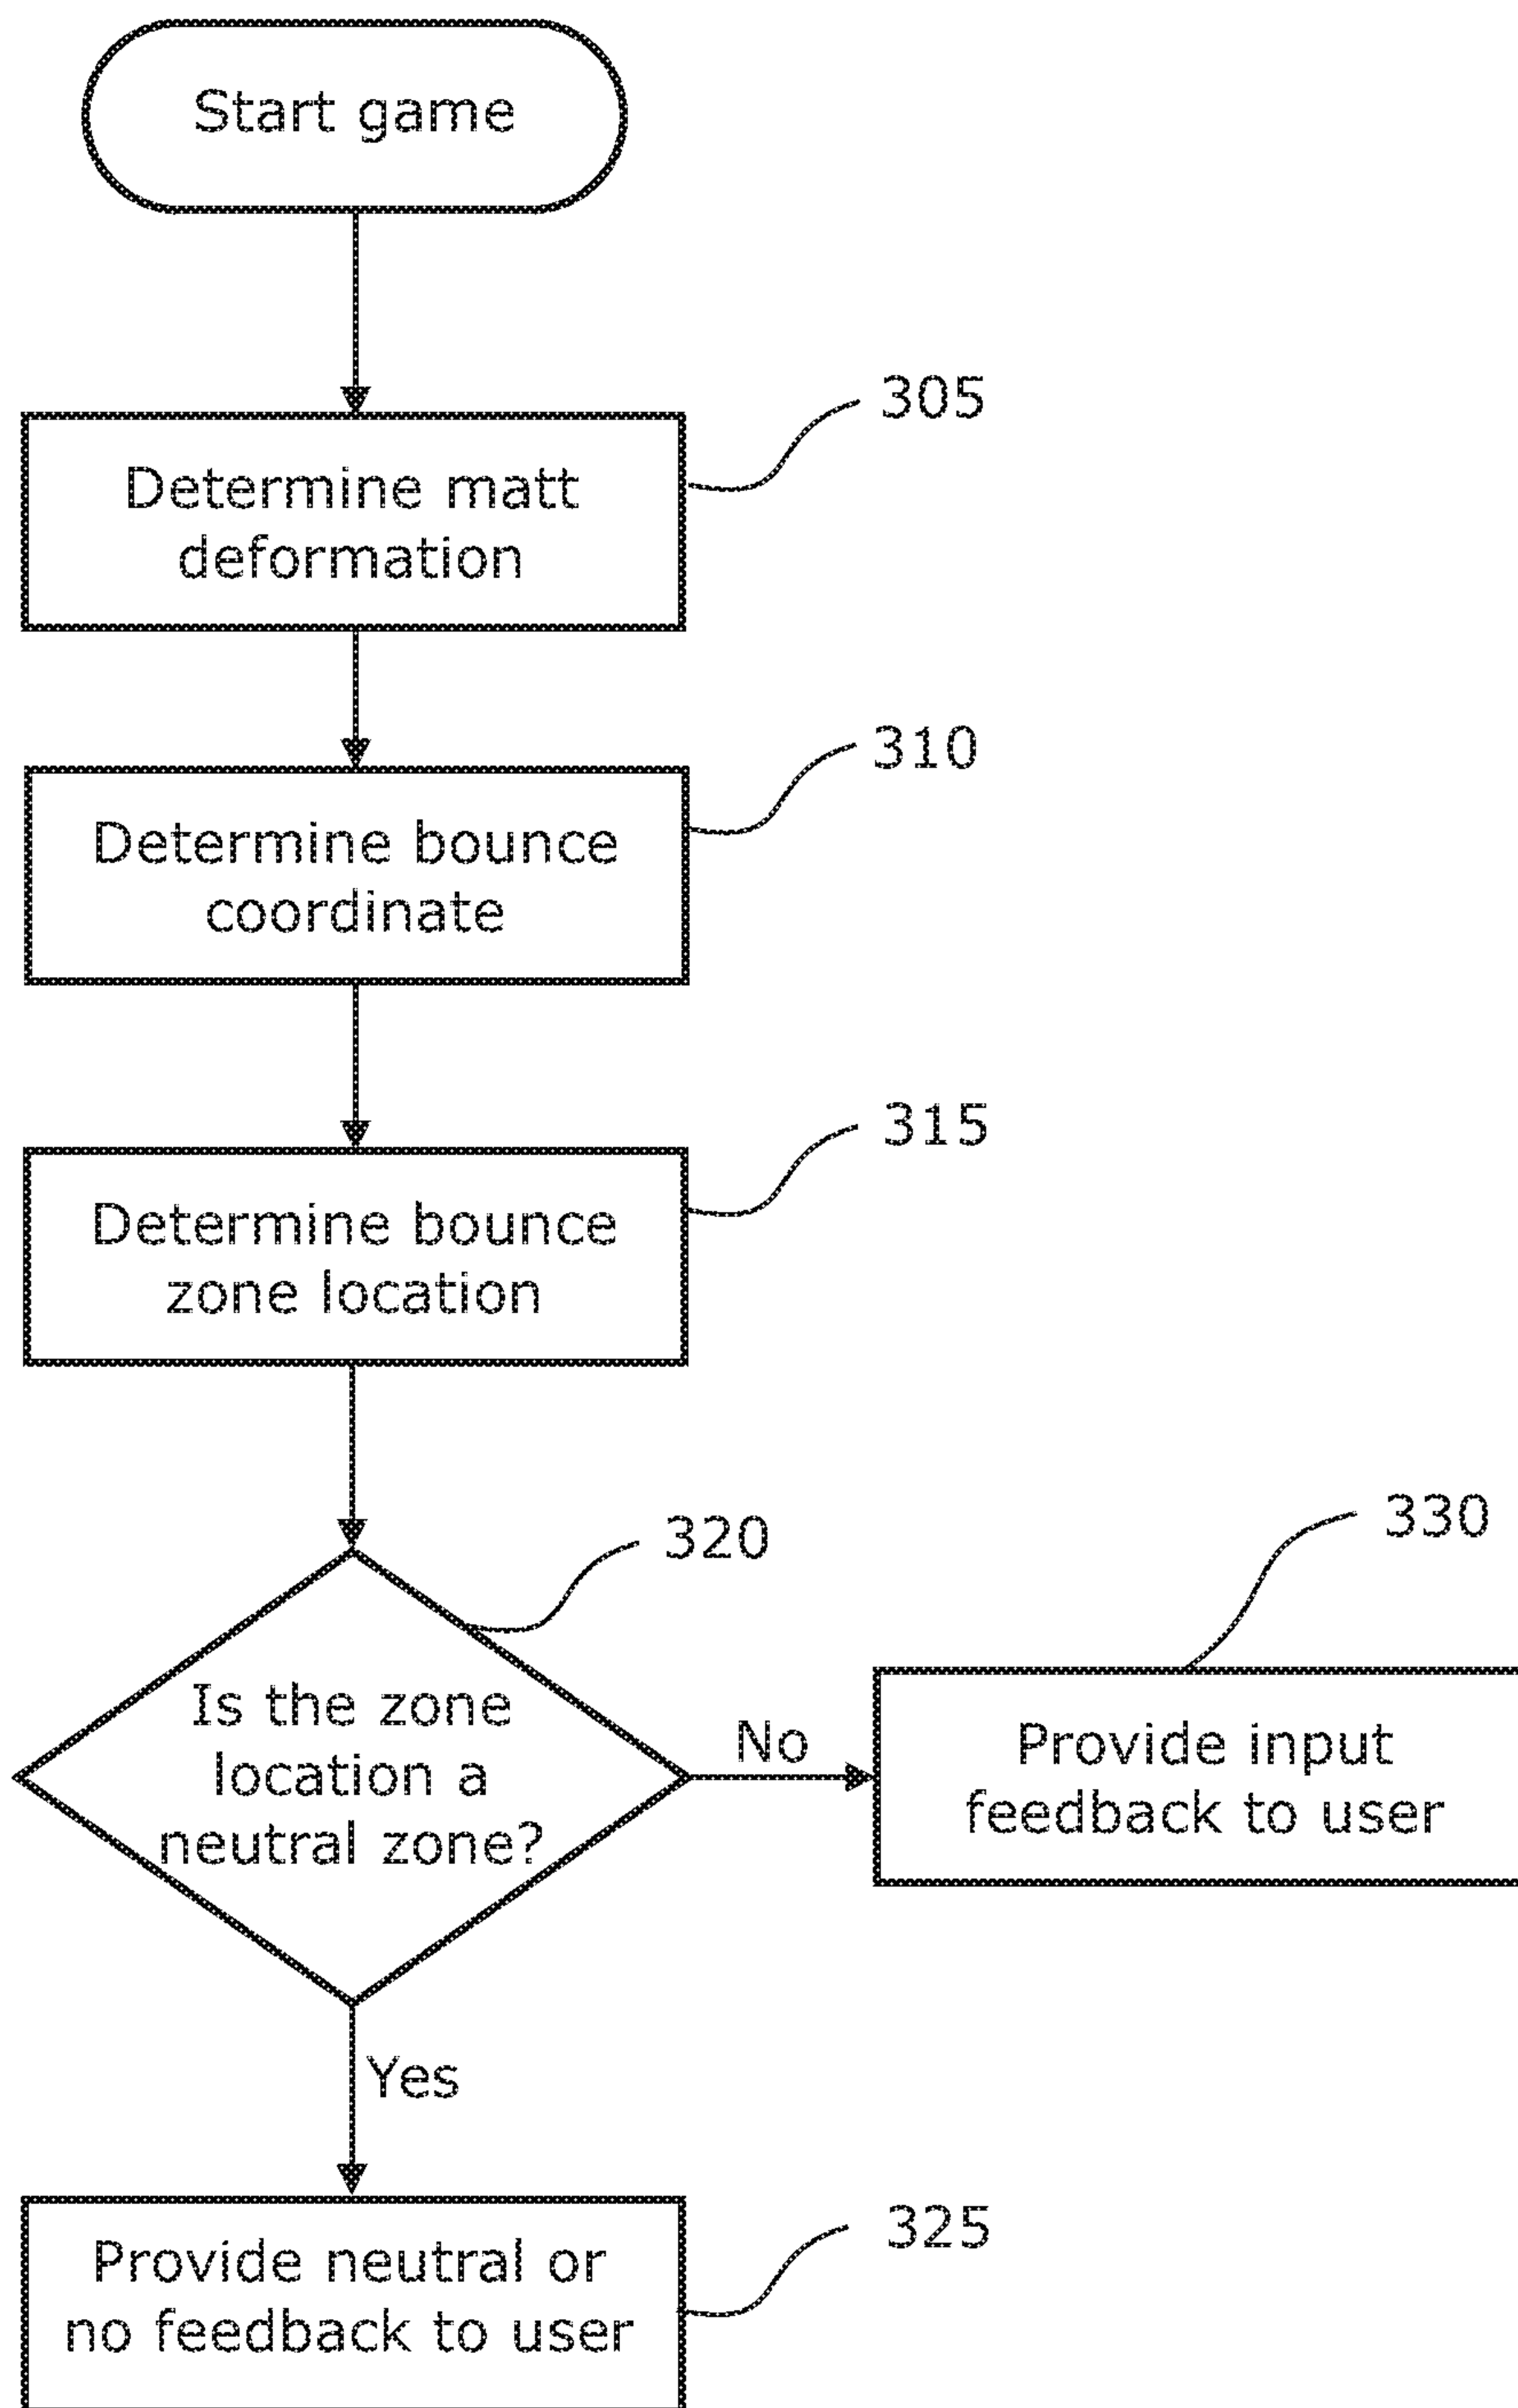 Start game
305
Determine matt
deformation
310
Determine bounce
coordinate
315
Determine bounce
zone location
320
330
Is the zone
location a
neutral zone?
No
Provide input
feedback to user
Yes
325
Provide neutral or
no feedback to user